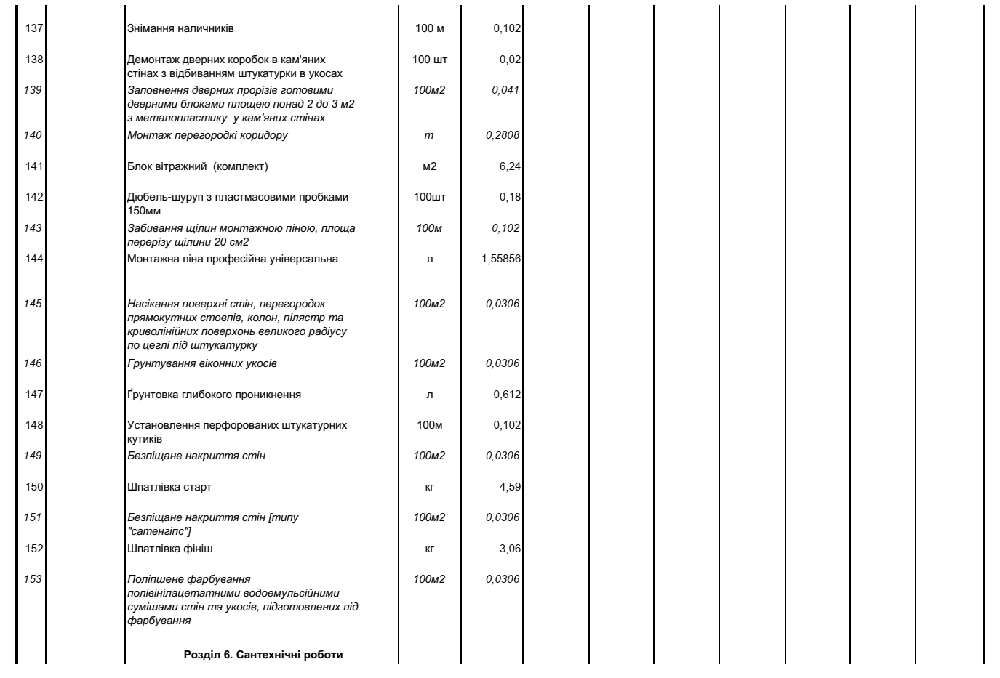 137 Знімання наличників 100 м 0,102
138 Демонтаж дверних коробок в кам'яних 100 шт 0,02
стінах з відбиванням штукатурки в укосах
139 Заповнення дверних прорізів готовими 100м2 0,041
дверними блоками площею понад 2 до 3 м2
з металопластику у кам'яних стінах
140 Монтаж перегородкі коридору т 0,2808
141 Блок вітражний (комплект) м2 6,24
142 Дюбель-шуруп з пластмасовими пробками 100шт 0,18
150мм
143 Забивання щілин монтажною піною, площа 100м 0,102
перерізу щілини 20 см2
144 Монтажна піна професійна універсальна л 1,55856
145 Насікання поверхні стін, перегородок 100м2 0,0306
прямокутних стовпів, колон, пілястр та
криволінійних поверхонь великого радіусу
по цеглі під штукатурку
146 Грунтування віконних укосів 100м2 0,0306
147 Ґрунтовка глибокого проникнення л 0,612
148 Установлення перфорованих штукатурних 100м 0,102
кутиків
149 Безпіщане накриття стін 100м2 0,0306
150 Шпатлівка старт кг 4,59
151 Безпіщане накриття стін [типу 100м2 0,0306
"сатенгіпс"]
152 Шпатлівка фініш кг 3,06
153 Поліпшене фарбування 100м2 0,0306
полівінілацетатними водоемульсійними
сумішами стін та укосів, підготовлених під
фарбування
Розділ 6. Сантехнічні роботи